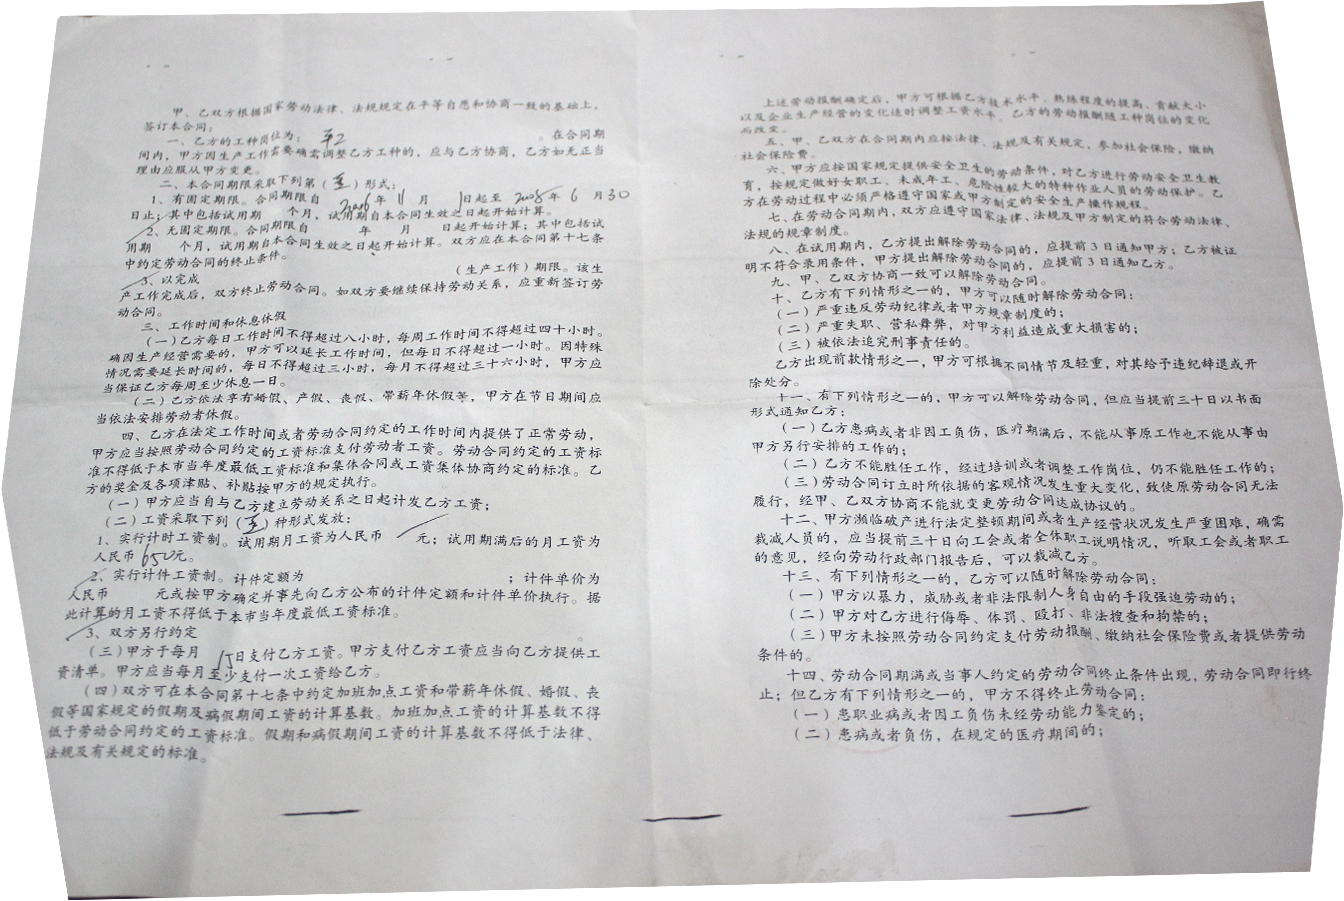 甲、乙双方根据国家劳动法律、法规规定在平等自愿和协商一致的基础上，
签订本合同；
一、乙方的工种岗位为：。在合同期
间内，甲方因生产工作需要确需调整乙方工种的，应与乙方协商，乙方如无正当
理由应服从甲方变更。
二、本合同期限采取下列第（ ）形式：
1、有固定期限。合同期限自 2006 年 11 月 1日起至 2008 年 6 月 30
日止；其中包括试用期 个月，试用期自本合同生效之日起开始计算。
2、无固定期限。合同期限自 年 月 日起开始计算；其中包括试
用期 个月，试用期自本合同生效之日起开始计算。双方应在本合同第十七条
中约定劳动合同的终止条件。
3、以完成 （生产工作）期限。该生
产工作完成后，双方终止劳动合同。如双方要继续保持劳动关系，应重新签订劳
动合同。
三、工作时间和休息休假
（一）乙方每日工作时间不得超过八小时，每周工作时间不得超过四十小时。
确因生产经营需要的，甲方可以延长工作时间，但每日不得超过一小时。因特殊
情况需要延长时间的，每日不得超过三小时，每月不得超过三十六小时，甲方应
当保证乙方每周至少休息一日。
（二）乙方依法享有婚假、产假、丧假、带薪年休假等，甲方在节日期间应
当依法安排劳动者休假。
四、乙方在法定工作时间或者劳动合同约定的工作时间内提供了正常劳动，
甲方应当按照劳动合同约定的工资标准支付劳动者工资。劳动合同约定的工资标
准不得低于本市当年度最低工资标准和集体合同或工资集体协商约定的标准。乙
方的奖金及各项津贴、补贴按甲方的规定执行。
（一）甲方应当自与乙方建立劳动关系之日起计发乙方工资；
（二）工资采取下列（ ）种形式发放：
1、实行计时工资制。试用期月工资为人民币 元；试用期满后的月工资为
人民币 650元。
2、实行计件工资制。计件定额为 ；计件单价为
人民币 元或按甲方确定并事先向乙方公布的计件定额和计件单价执行。据
此计算的月工资不得低于本市当年度最低工资标准。
3、双方另行约定 。
（三）甲方于每月 15日支付乙方工资。甲方支付乙方工资应当向乙方提供工
资清单。甲方应当每月至少支付一次工资给乙方。
（四）双方可在本合同第十七条中约定加班加点工资和带薪年休假、婚假、丧
假等国家规定的假期及病假期间工资的计算基数。加班加点工资的计算基数不得
低于劳动合同约定的工资标准。假期和病假期间工资的计算基数不得低于法律、
法规及有关规定的标准。
上述劳动报酬确定后，甲方可根据乙方技术水平、熟练程度的提高、贡献大小
以及企业生产经营的变化适时调整工资水平。乙方的劳动报酬随工种岗位的变化
而改变。
五、甲、乙双方在合同期内应按法律、法规及有关规定，参加社会保险，缴纳
社会保险费。
六、甲方应按国家规定提供安全卫生的劳动条件，对乙方进行劳动安全卫生教
育，按规定做好女职工、未成年工、危险性较大的特种作业人员的劳动保护。乙
方在劳动过程中必须严格遵守国家或甲方制定的安全生产操作规程。
七、在劳动合同期内，双方应遵守国家法律、法规及甲方制定的符合劳动法律、
法规的规章制度。
八、在试用期内，乙方提出解除劳动合同的，应提前3日通知甲方；乙方被证
明不符合录用条件，甲方提出解除劳动合同的，应提前3日通知乙方。
九、甲、乙双方协商一致可以解除劳动合同。
十、乙方有下列情形之一的，甲方可以随时解除劳动合同：
（一）严重违反劳动纪律或者甲方规章制度的；
（二）严重失职、营私舞弊，对甲方利益造成重大损害的；
（三）被依法追究刑事责任的。
乙方出现前款情形之一，甲方可根据不同情节及轻重，对其给予违纪辞退或开
除处分。
十一、有下列情形之一的，甲方可以解除劳动合同，但应当提前三十日以书面
形式通知乙方：
（一）乙方患病或者非因工负伤，医疗期满后，不能从事原工作也不能从事由
甲方另行安排的工作的；
（二）乙方不能胜任工作，经过培训或者调整工作岗位，仍不能胜任工作的；
（三）劳动合同订立时所依据的客观情况发生重大变化，致使原劳动合同无法
履行，经甲、乙双方协商不能就变更劳动合同达成协议的。
十二、甲方濒临破产进行法定整顿期间或者生产经营状况发生严重困难，确需
裁减人员的，应当提前三十日向工会或者全体职工说明情况，听取工会或者职工
的意见，经向劳动行政部门报告后，可以裁减乙方。
十三、有下列情形之一的，乙方可以随时解除劳动合同：
（一）甲方以暴力，威胁或者非法限制人身自由的手段强迫劳动的；
（二）甲方对乙方进行侮辱、体罚、殴打、非法搜查和拘禁的；
（三）甲方未按照劳动合同约定支付劳动报酬、缴纳社会保险费或者提供劳动
条件的。
十四、劳动合同期满或当事人约定的劳动合同终止条件出现，劳动合同即行终
止；但乙方有下列情形之一的，甲方不得终止劳动合同：
（一）患职业病或者因工负伤未经劳动能力鉴定的；
（二）患病或者负伤，在规定的医疗期间的；